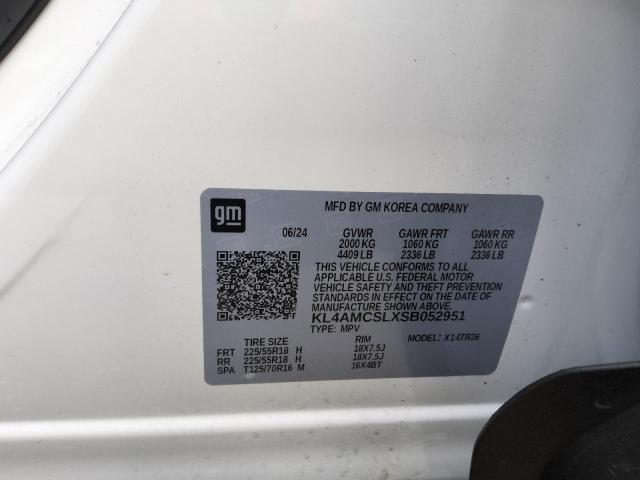 gm
MFD BY GM KOREA COMPANY
06/24 GVWR GAWR FRT GAWR RR
2000 KG 1060 KG 1060 KG
4409 LB 2336 LB 2336 LB
THIS VEHICLE CONFORMS TO ALL
APPLICABLE U.S. FEDERAL MOTOR
VEHICLE SAFETY AND THEFT PREVENTION
STANDARDS IN EFFECT ON THE DATE OF
MANUFACTURE SHOWN ABOVE.
KL4AMCSLXSB052951
TYPE: MPV MODEL: X14TR26
TIRE SIZE RIM
FRT 225/55R18 H 18X7.5J
RR 225/55R18 H 18X7.5J
SPA T125/70R16 M 16X4BT